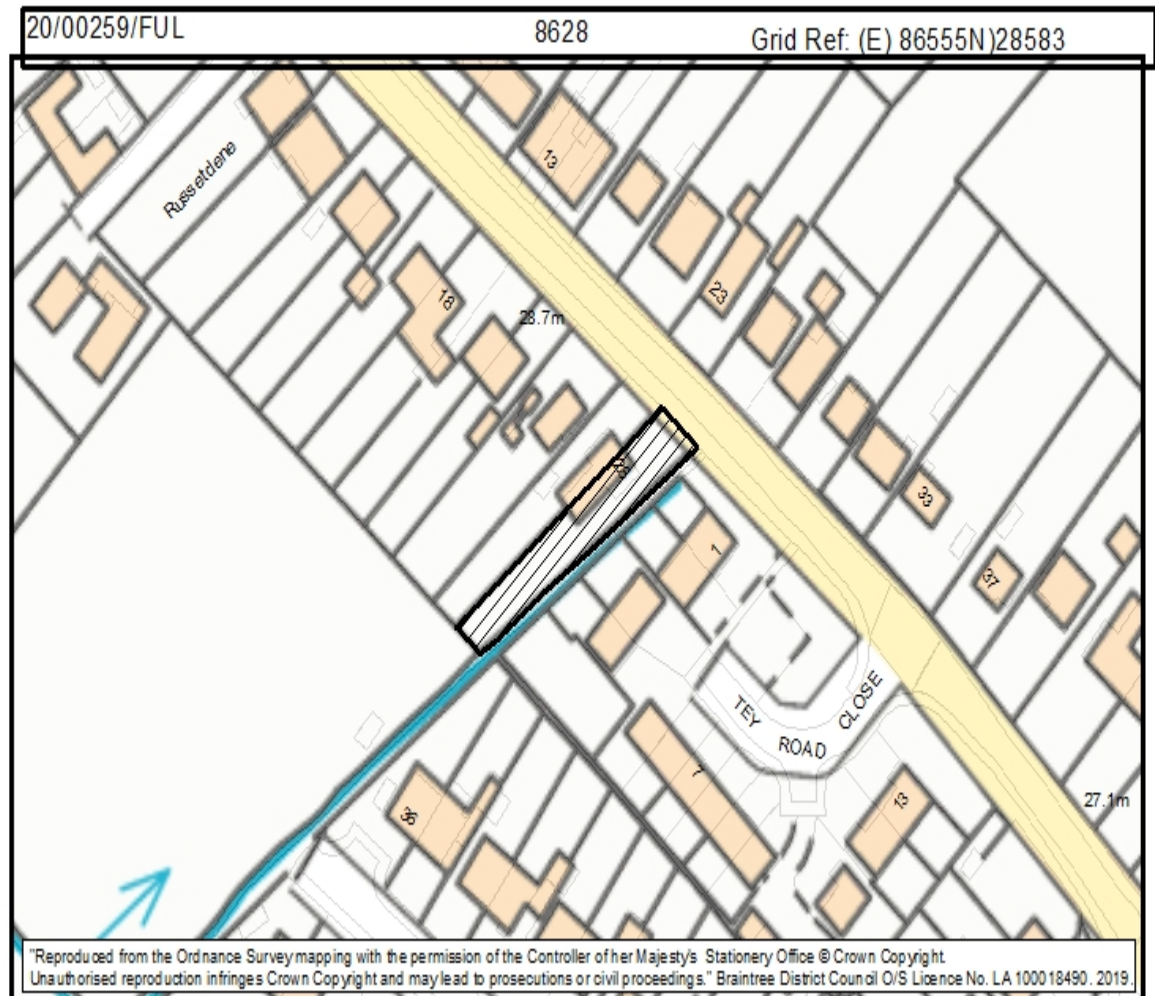 20/00259/FUL 8628 Grid Ref: (E) 86555N)28583
Russetdene
13
18
23
28.7m
33
1
37
TEY ROAD CLOSE
7
13
27.1m
36
"Reproduced from the Ordnance Survey mapping with the permission of the Controller of her Majesty's Stationery Office © Crown Copyright.
Unauthorised reproduction infringes Crown Copyright and may lead to prosecutions or civil proceedings." Braintree District Council O/S Licence No. LA 100018490. 2019.